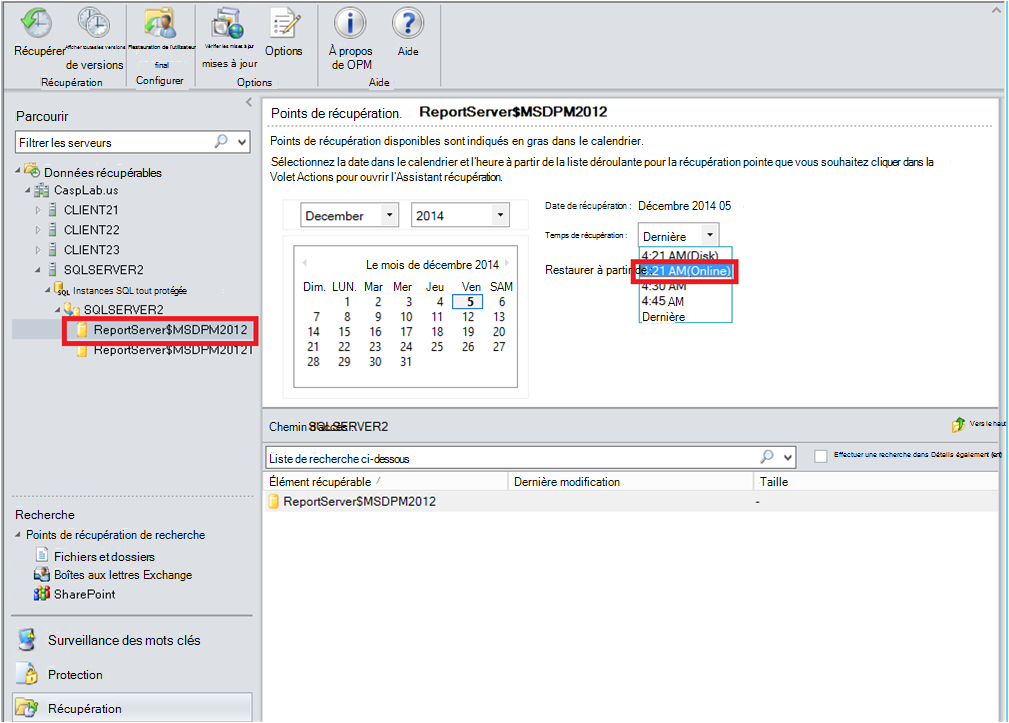 Récupérer
Afficher toutes les versions
de versions
Récupération
Restauration de l'utilisateur
final
Configurer
Vérifier les mises à jour
mises à jour
Options
Options
À propos
de OPM
Aide
Aide
Parcourir
Filtrer les serveurs
Données récupérables
CaspLab.us
CLIENT21
CLIENT22
CLIENT23
SQLSERVER2
Instances SQL tout protégée
SQLSERVER2
ReportServer$MSDPM2012
ReportServer$MSDPM2012T
Recherche
Points de récupération de recherche
Fichiers et dossiers
Boîtes aux lettres Exchange
SharePoint
Surveillance des mots clés
Protection
Récupération
Points de récupération. ReportServer$MSDPM2012
Points de récupération disponibles sont indiqués en gras dans le calendrier.
Sélectionnez la date dans le calendrier et l'heure à partir de la liste déroulante pour la récupération pointe que vous souhaitez cliquer dans la
Volet Actions pour ouvrir l'Assistant récupération.
December 2014
Le mois de décembre 2014
Dim. LUN. Mar Mer Jeu Ven SAM
1 2 3 4 5 6
7 8 9 10 11 12 13
14 15 16 17 18 19 20
21 22 23 24 25 26 27
28 29 30 31
Date de récupération : Décembre 2014 05
Temps de récupération : Dernière
4:21 AM(Disk)
Restaurer à partir de :21 AM(Online)
4:30 AM
4:45 AM
Dernière
Chemin d'accès SQLSERVER2
Vers le haut
Liste de recherche ci-dessous
Effectuer une recherche dans Détails également (en)
Élément récupérable / Dernière modification Taille
ReportServer$MSDPM2012 -